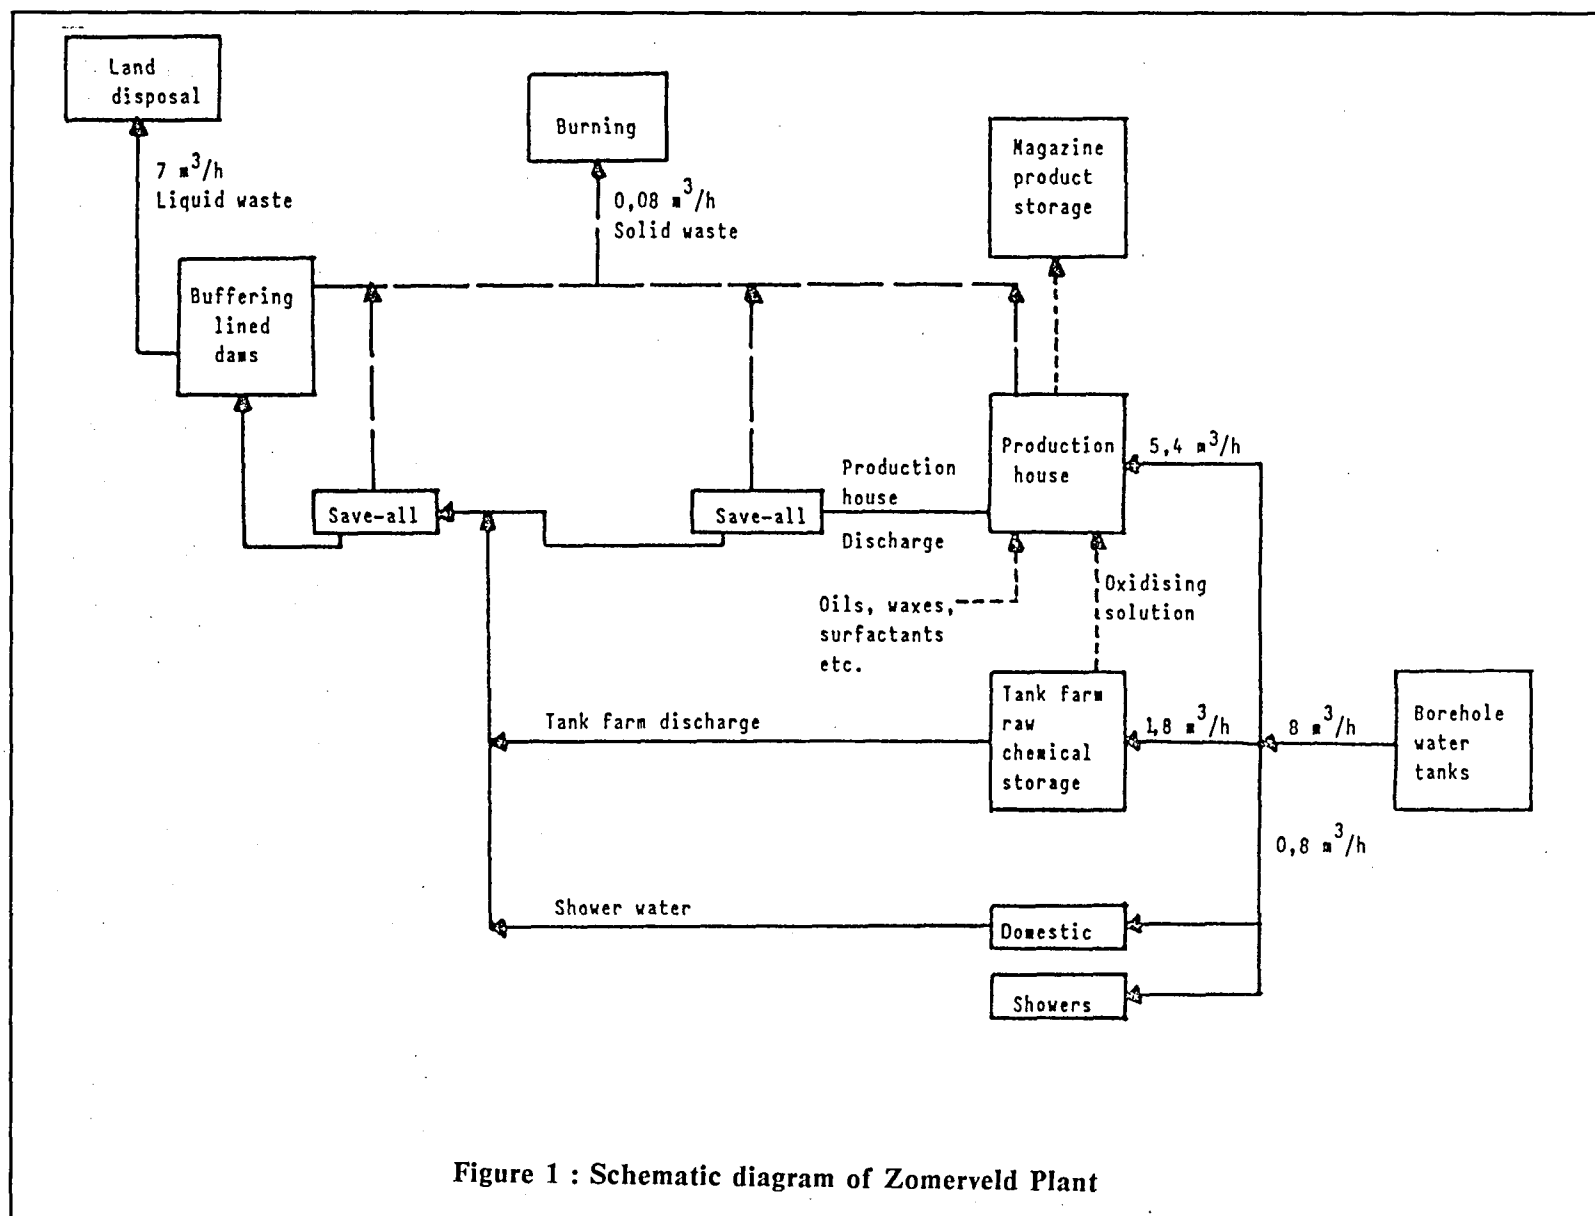 Land
disposal
7 m³/h
Liquid waste
Burning
0,08 m³/h
Solid waste
Magazine
product
storage
Buffering
lined
dams
Production
house
5,4 m³/h
Production
house
Discharge
Save-all
Save-all
Oils, waxes,
surfactants
etc.
Oxidising
solution
Tank farm
raw
chemical
storage
Tank farm discharge
1,8 m³/h
8 m³/h
Borehole
water
tanks
0,8 m³/h
Shower water
Domestic
Showers
Figure 1 : Schematic diagram of Zomerveld Plant